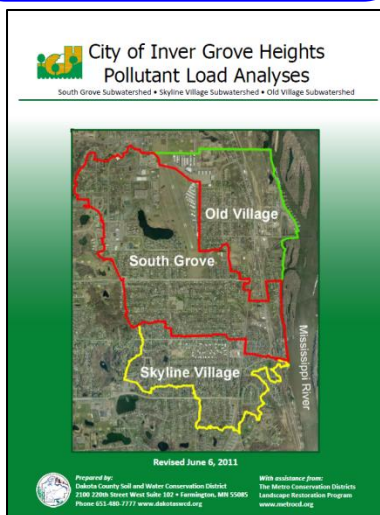 City of Inver Grove Heights
Pollutant Load Analyses
South Grove Subwatershed • Skyline Village Subwatershed • Old Village Subwatershed
Old Village
South Grove
Skyline Village
Mississippi River
Revised June 6, 2011
Prepared by:
Dakota County Soil and Water Conservation District
2100 220th Street West Suite 102 • Farmington, MN 55085
Phone 651-480-7777 www.dakotaswcd.org
With assistance from:
The Metro Conservation Districts
Landscape Restoration Program
www.metrocd.org